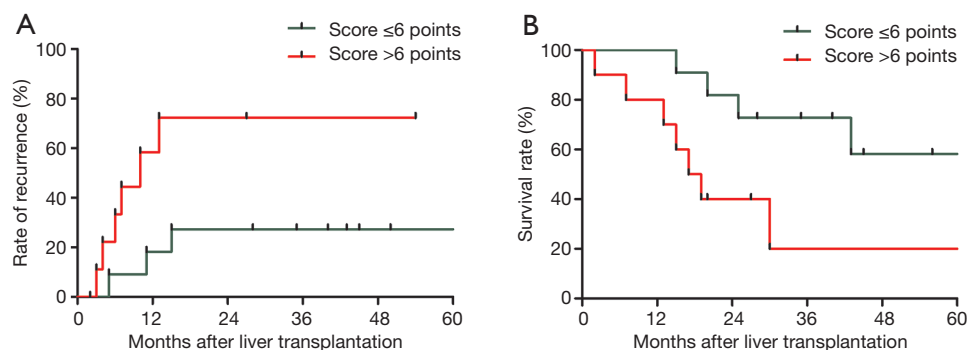 A
Score ≤6 points
Score >6 points
100
80
60
40
20
0
Rate of recurrence (%)
0 12 24 36 48 60
Months after liver transplantation
B
Score ≤6 points
Score >6 points
100
80
60
40
20
0
Survival rate (%)
0 12 24 36 48 60
Months after liver transplantation